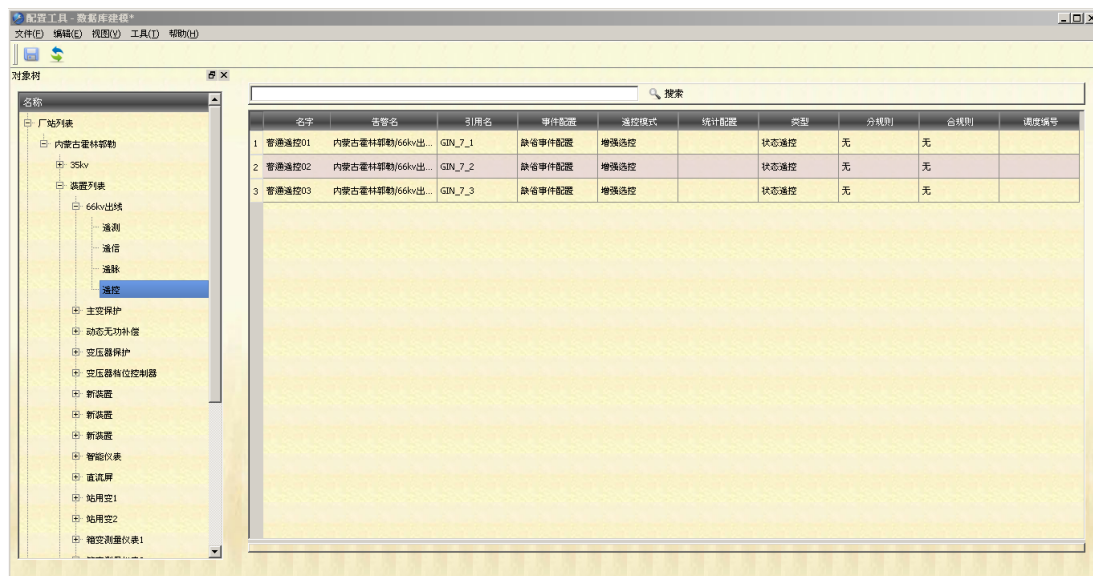 配置工具 - 数据库建模*
文件(F) 编辑(E) 视图(V) 工具(T) 帮助(H)
对象树
搜索
名称
厂站列表
内蒙古霍林郭勒
35kv
装置列表
66kv出线
遥测
遥信
遥脉
遥控
主变保护
动态无功补偿
变压器保护
变压器档位控制器
新装置
新装置
新装置
智能仪表
直流屏
站用变1
站用变2
箱变测量仪表1
名字 告警名 引用名 事件配置 遥控模式 统计配置 类型 分规则 合规则 调度编号
1 普通遥控01 内蒙古霍林郭勒/66kv出... GIN_7_1 缺省事件配置 增强选控 状态遥控 无 无
2 普通遥控02 内蒙古霍林郭勒/66kv出... GIN_7_2 缺省事件配置 增强选控 状态遥控 无 无
3 普通遥控03 内蒙古霍林郭勒/66kv出... GIN_7_3 缺省事件配置 增强选控 状态遥控 无 无